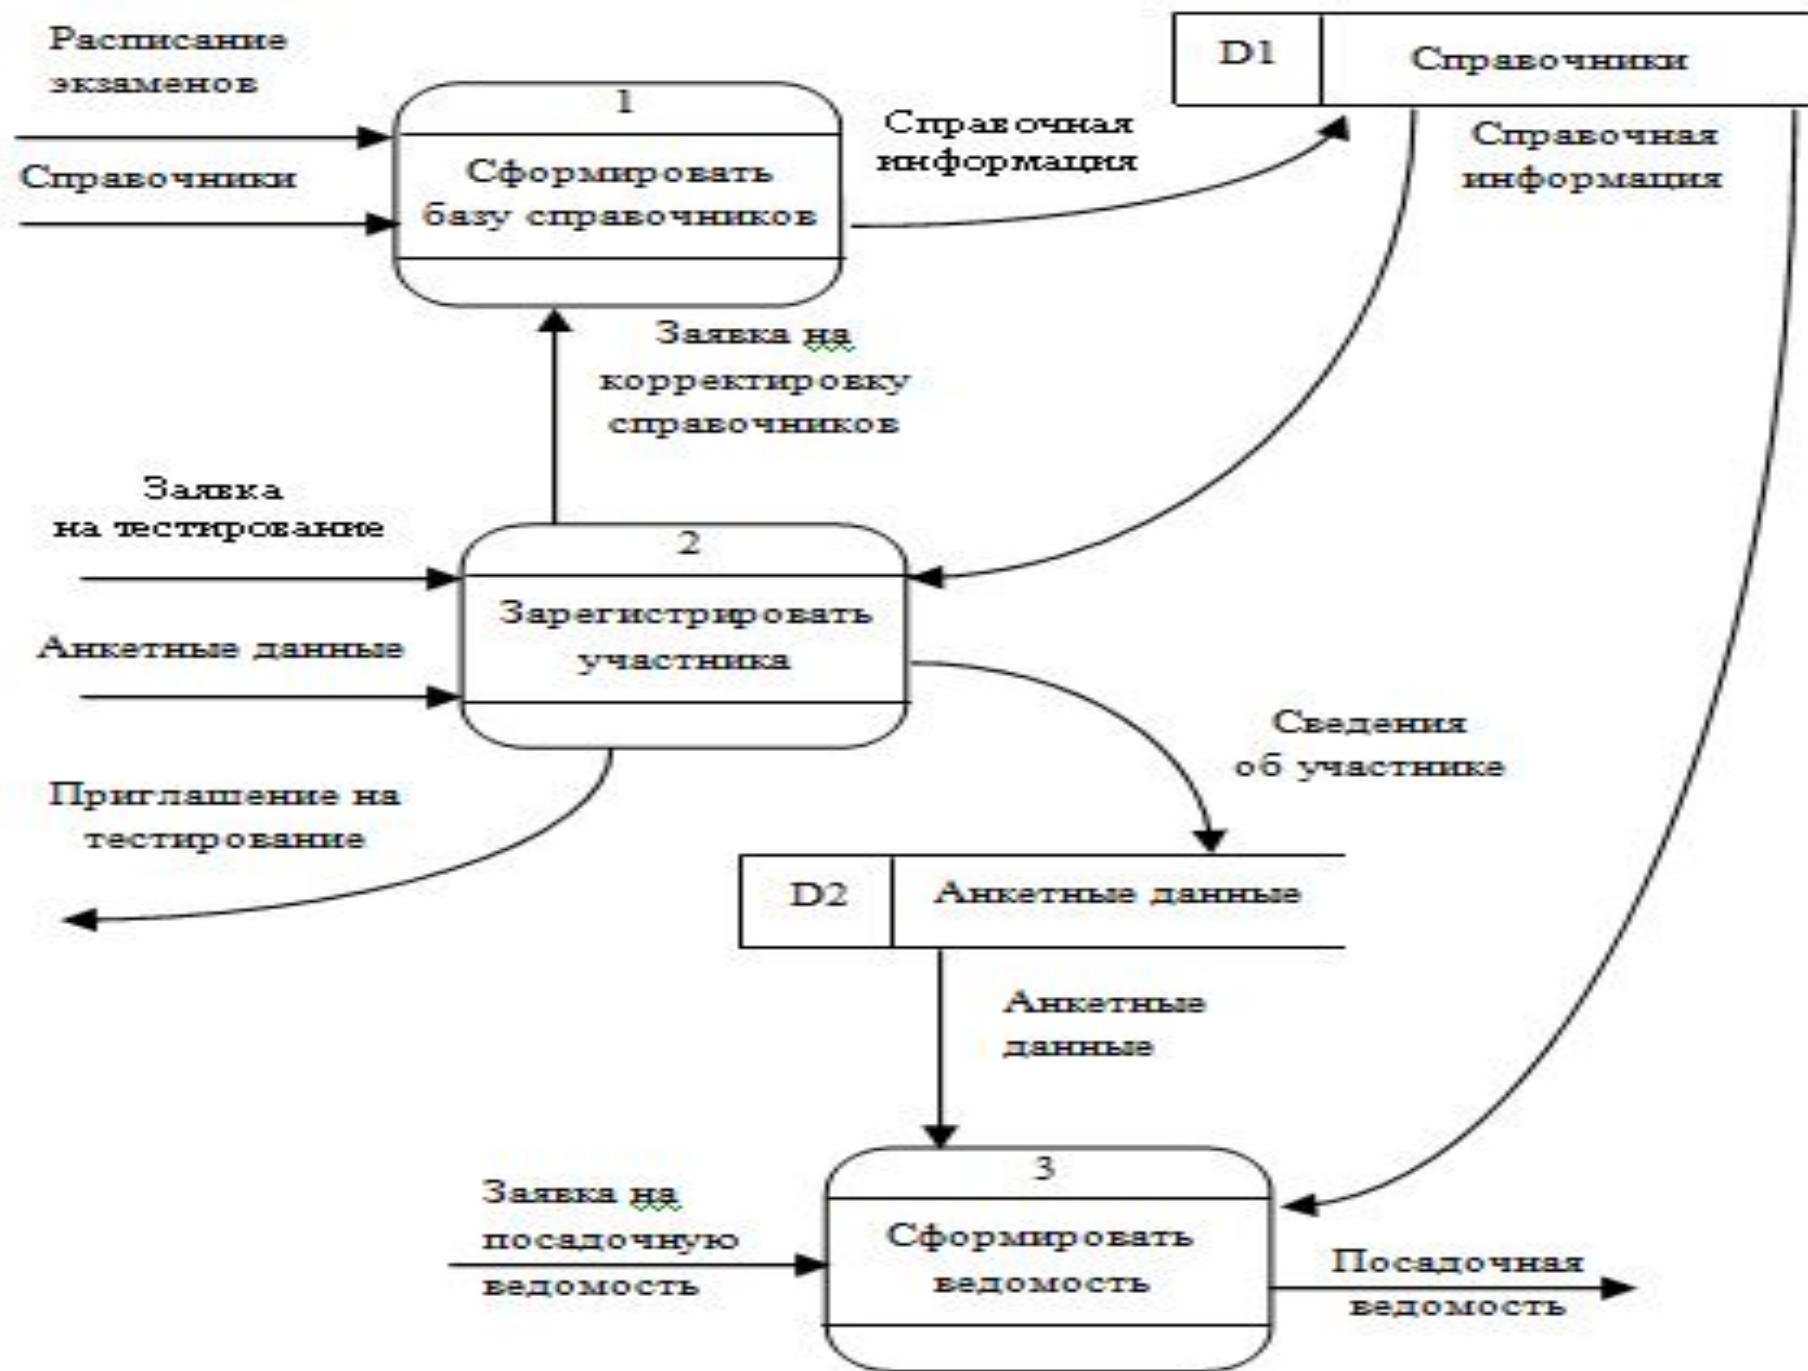 Расписание
экзаменов
Справочники
1
Сформировать
базу справочников
Справочная
информация
D1
Справочники
Справочная
информация
Заявка на
корректировку
справочников
Заявка
на тестирование
Анкетные данные
2
Зарегистрировать
участника
Приглашение на
тестирование
Сведения
об участнике
D2
Анкетные данные
Анкетные
данные
Заявка на
посадочную
ведомость
3
Сформировать
ведомость
Посадочная
ведомость